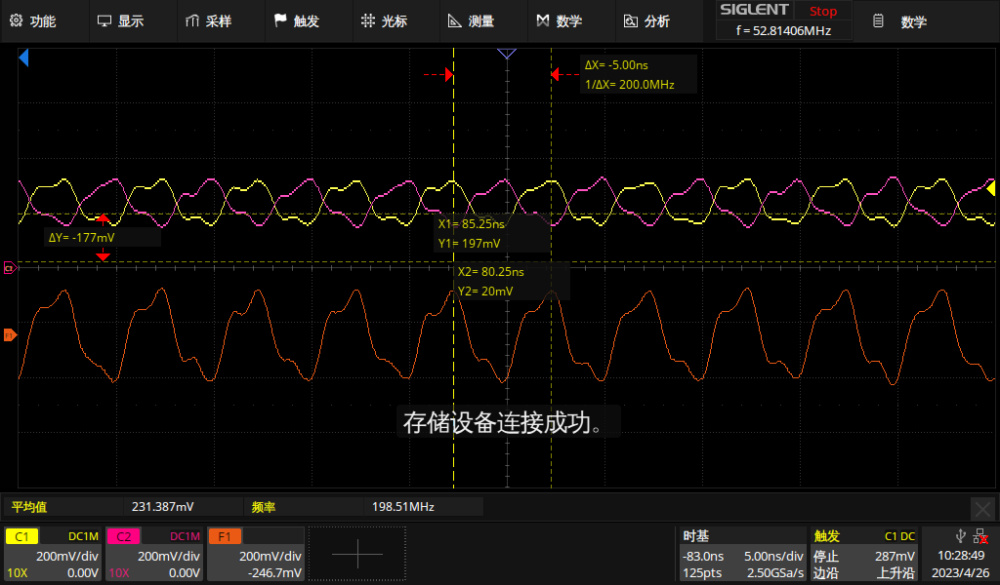 功能 显示 采样 触发 光标 测量 数学 分析 SIGLENT Stop 数学
f = 52.81406MHz
ΔX= -5.00ns
1/ΔX= 200.0MHz
X1= 85.25ns
ΔY= -177mV
Y1= 197mV
C1
X2= 80.25ns
Y2= 20mV
F1
存储设备连接成功。
平均值 231.387mV 频率 198.51MHz
C1 DC1M C2 DC1M F1 时基 触发 C1 DC
200mV/div 200mV/div 200mV/div -83.0ns 5.00ns/div 停止 287mV 10:28:49
10X 0.00V 10X 0.00V -246.7mV 125pts 2.50GSa/s 边沿 上升沿 2023/4/26